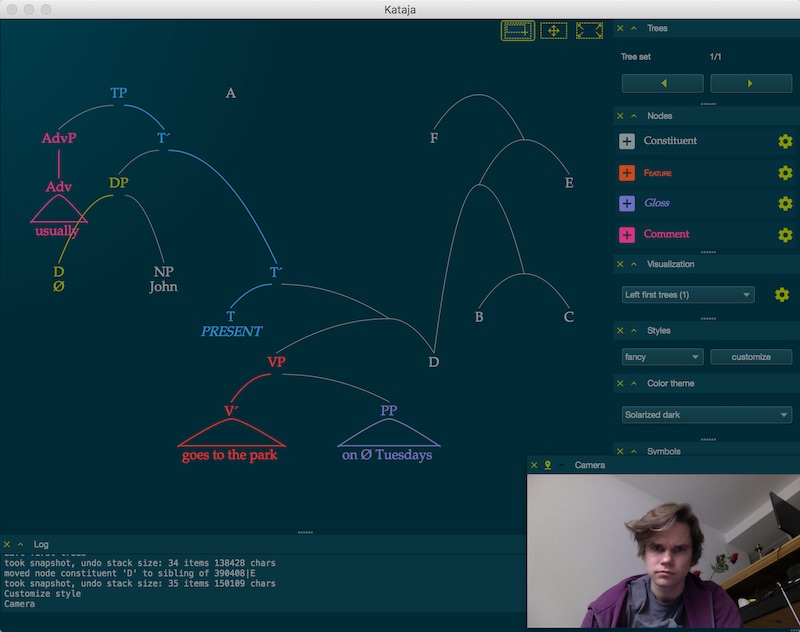 Kataja
Trees
Tree set 1/1
TP
A
F
AdvP
T´
Nodes
Constituent
Feature
Gloss
Comment
Adv
DP
E
usually
D
Ø
NP
John
T´
Visualization
Left first trees (1)
T
PRESENT
B
C
Styles
fancy
customize
VP
D
Color theme
Solarized dark
V´
PP
goes to the park
on Ø Tuesdays
Symbols
Camera
Log
took snapshot, undo stack size: 34 items 138428 chars
moved node constituent 'D' to sibling of 390408|E
took snapshot, undo stack size: 35 items 150109 chars
Customize style
Camera